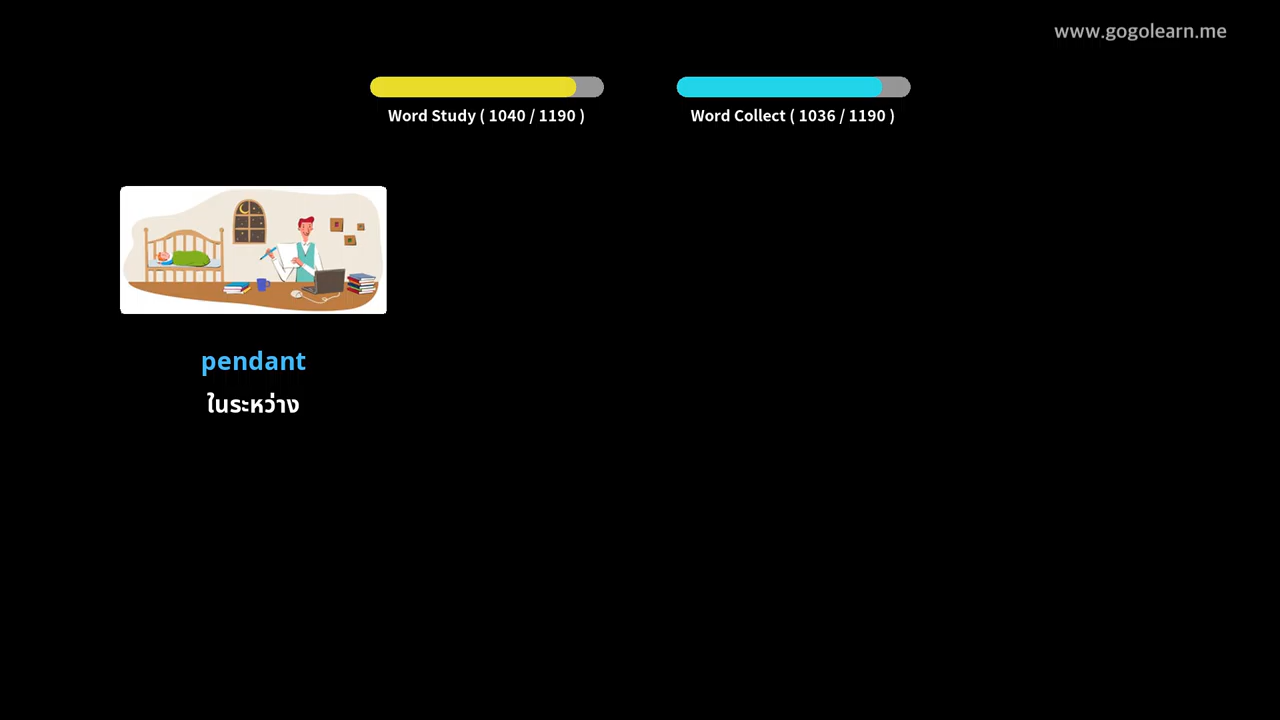 www.gogolearn.me
Word Study ( 1040 / 1190 )
Word Collect ( 1036 / 1190 )
pendant
ในระหว่าง